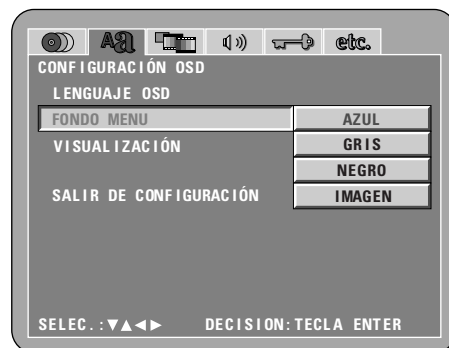 Aa etc.
CONFIGURACIÓN OSD
LENGUAJE OSD
FONDO MENU AZUL
VISUALIZACIÓN GRIS
NEGRO
SALIR DE CONFIGURACIÓN IMAGEN
SELEC.:▼▲◀▶ DECISION:TECLA ENTER